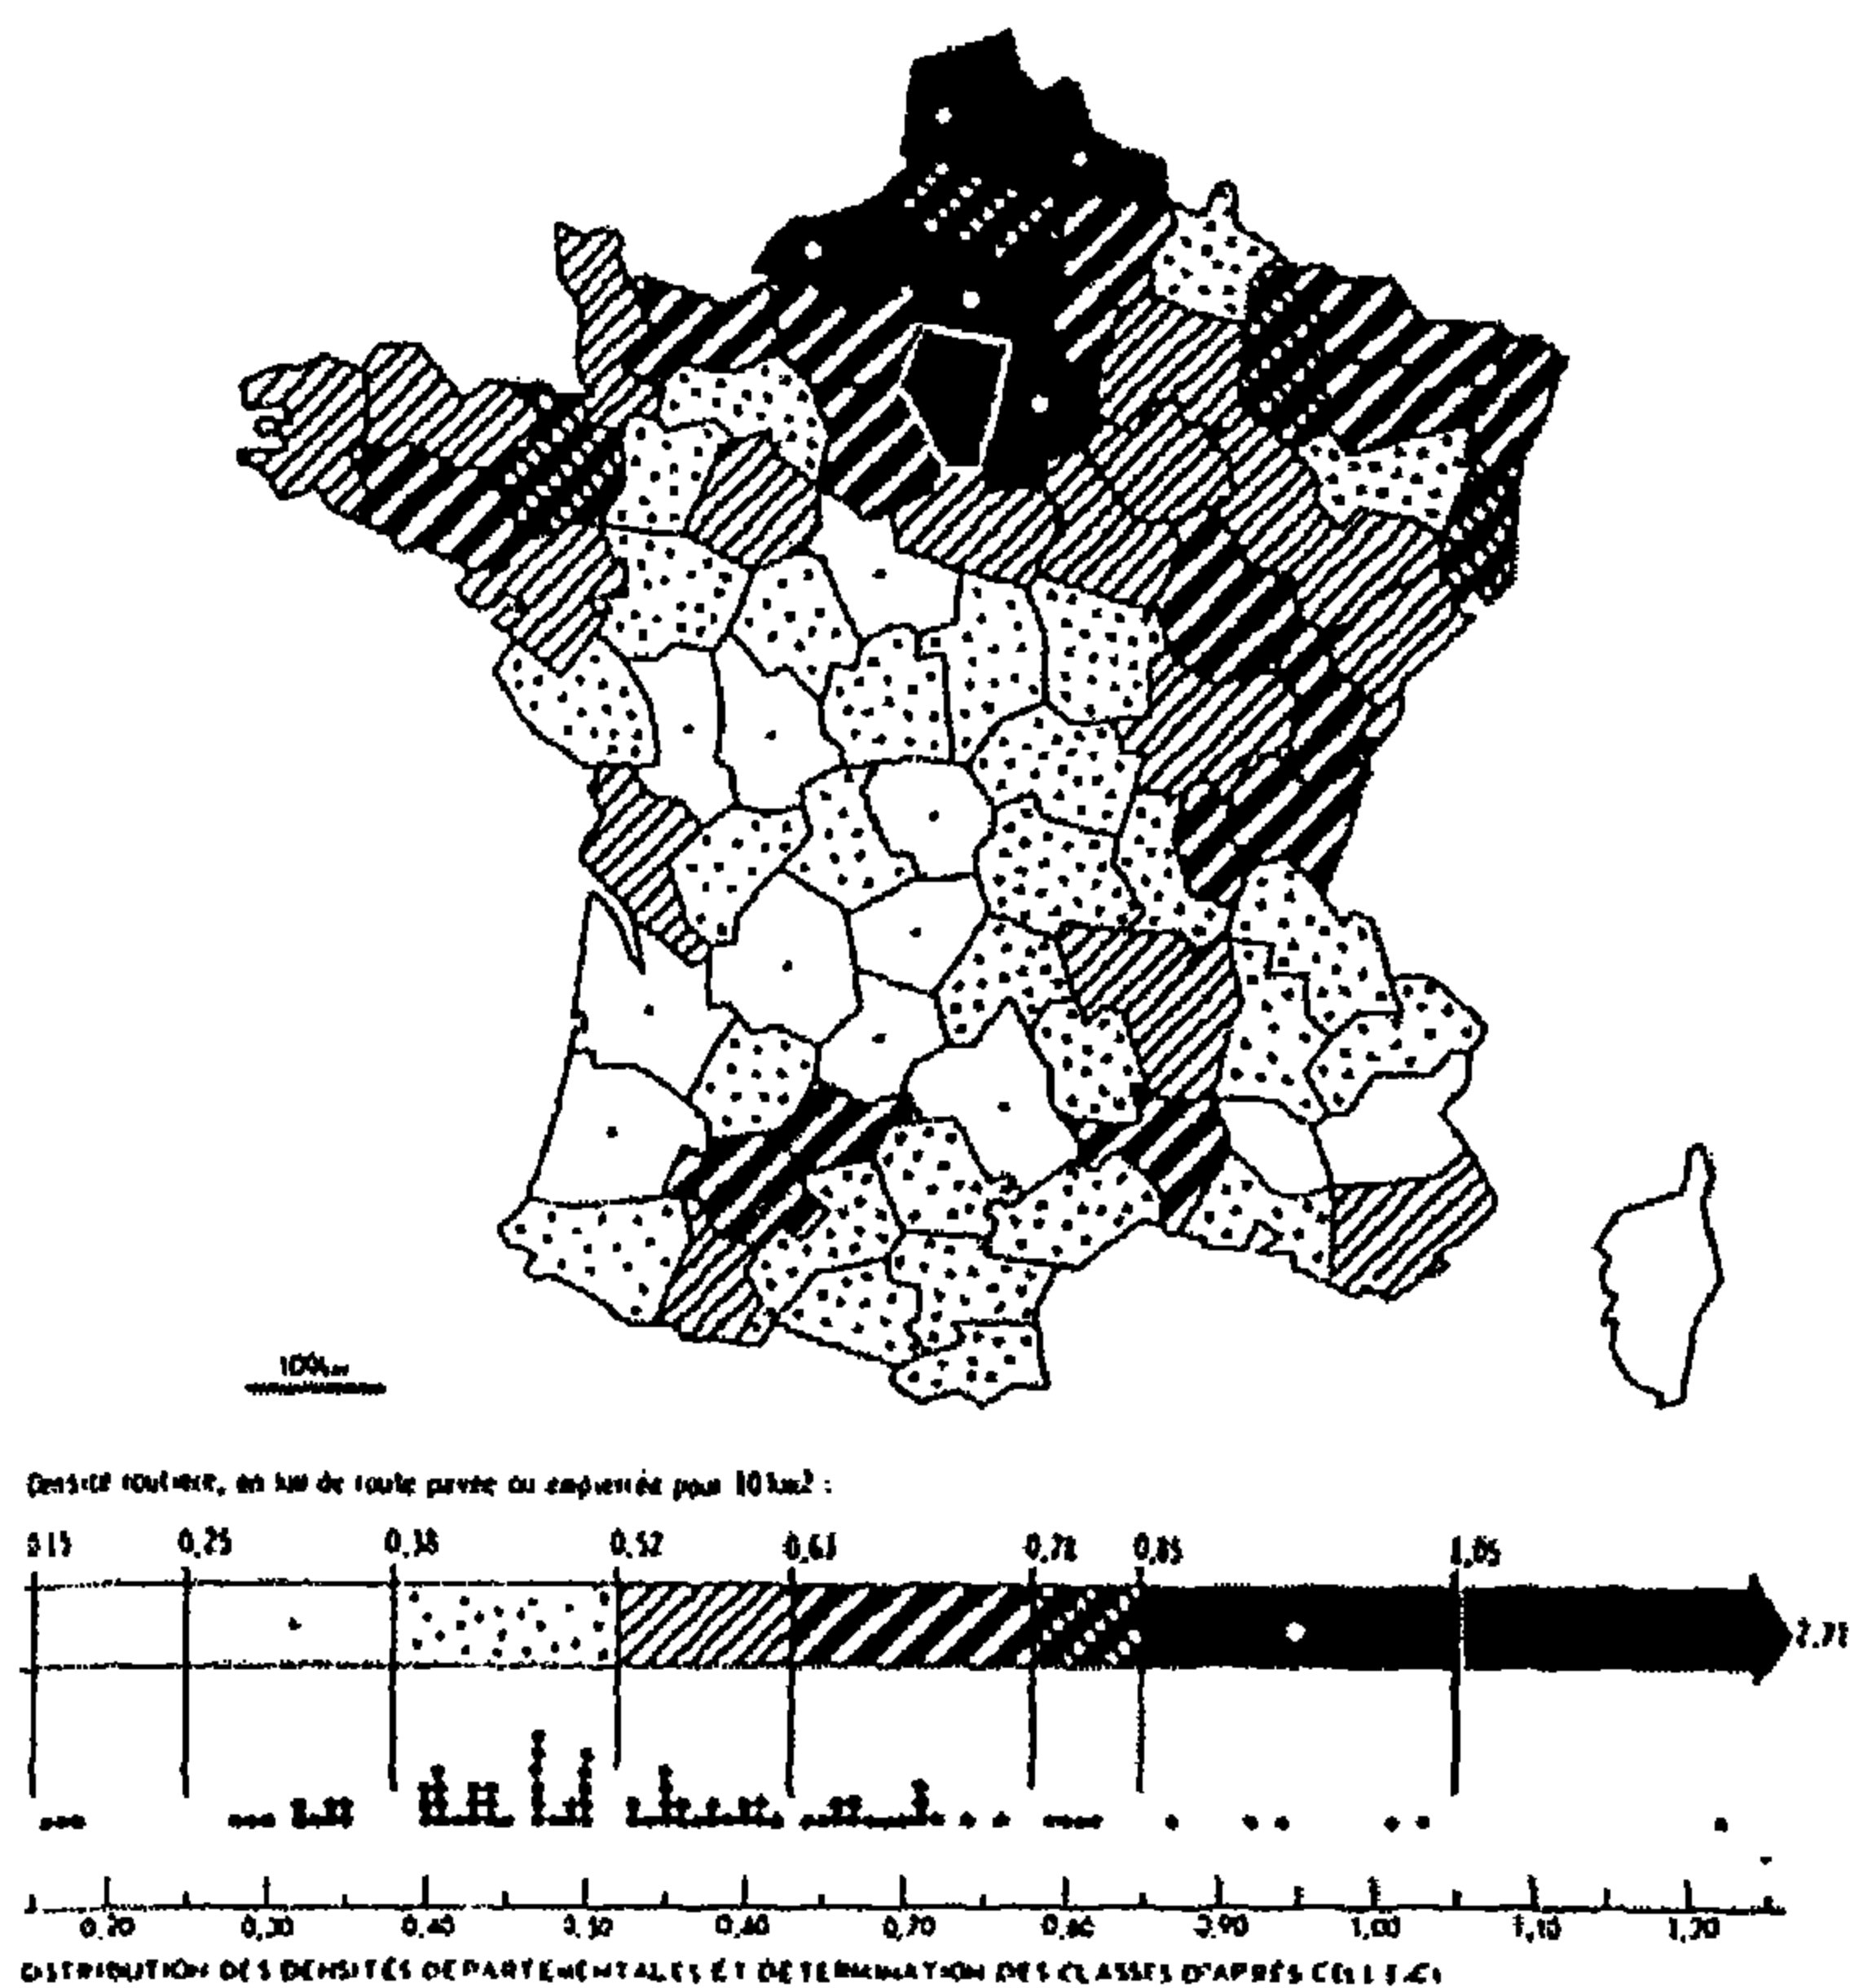 100km
Densité routière, en km de route pavée ou empierrée pour 10 km2 :
0,15 0,25 0,38 0,52 0,63 0,78 0,85 1,05
2,78
0,20 0,30 0,40 0,50 0,60 0,70 0,80 0,90 1,00 1,10 1,20
DISTRIBUTION DES DENSITÉS DÉPARTEMENTALES ET DÉTERMINATION DES CLASSES D'APRÈS CELLES-CI